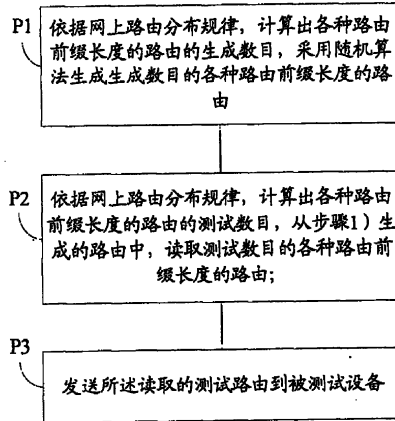 P1
依据网上路由分布规律，计算出各种路由
前缀长度的路由的生成数目，采用随机算
法生成生成数目的各种路由前缀长度的路
由
P2
依据网上路由分布规律，计算出各种路由
前缀长度的路由的测试数目，从步骤1）生
成的路由中，读取测试数目的各种路由前
缀长度的路由；
P3
发送所述读取的测试路由到被测试设备